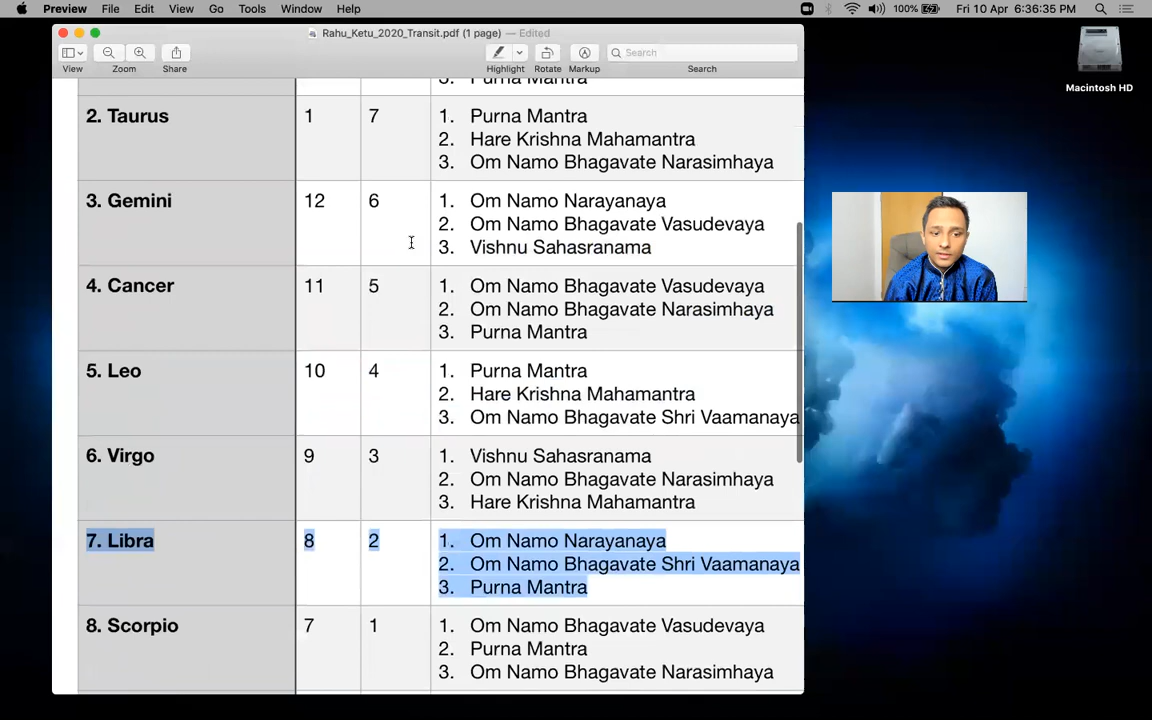 Preview File Edit View Go Tools Window Help 100% Fri 10 Apr 6:36:35 PM
Rahu_Ketu_2020_Transit.pdf (1 page) — Edited
Search
View Zoom Share Highlight Rotate Markup Search
Macintosh HD
3. Purna Mantra
2. Taurus 1 7 1. Purna Mantra
2. Hare Krishna Mahamantra
3. Om Namo Bhagavate Narasimhaya
3. Gemini 12 6 1. Om Namo Narayanaya
2. Om Namo Bhagavate Vasudevaya
3. Vishnu Sahasranama
4. Cancer 11 5 1. Om Namo Bhagavate Vasudevaya
2. Om Namo Bhagavate Narasimhaya
3. Purna Mantra
5. Leo 10 4 1. Purna Mantra
2. Hare Krishna Mahamantra
3. Om Namo Bhagavate Shri Vaamanaya
6. Virgo 9 3 1. Vishnu Sahasranama
2. Om Namo Bhagavate Narasimhaya
3. Hare Krishna Mahamantra
7. Libra 8 2 1. Om Namo Narayanaya
2. Om Namo Bhagavate Shri Vaamanaya
3. Purna Mantra
8. Scorpio 7 1 1. Om Namo Bhagavate Vasudevaya
2. Purna Mantra
3. Om Namo Bhagavate Narasimhaya